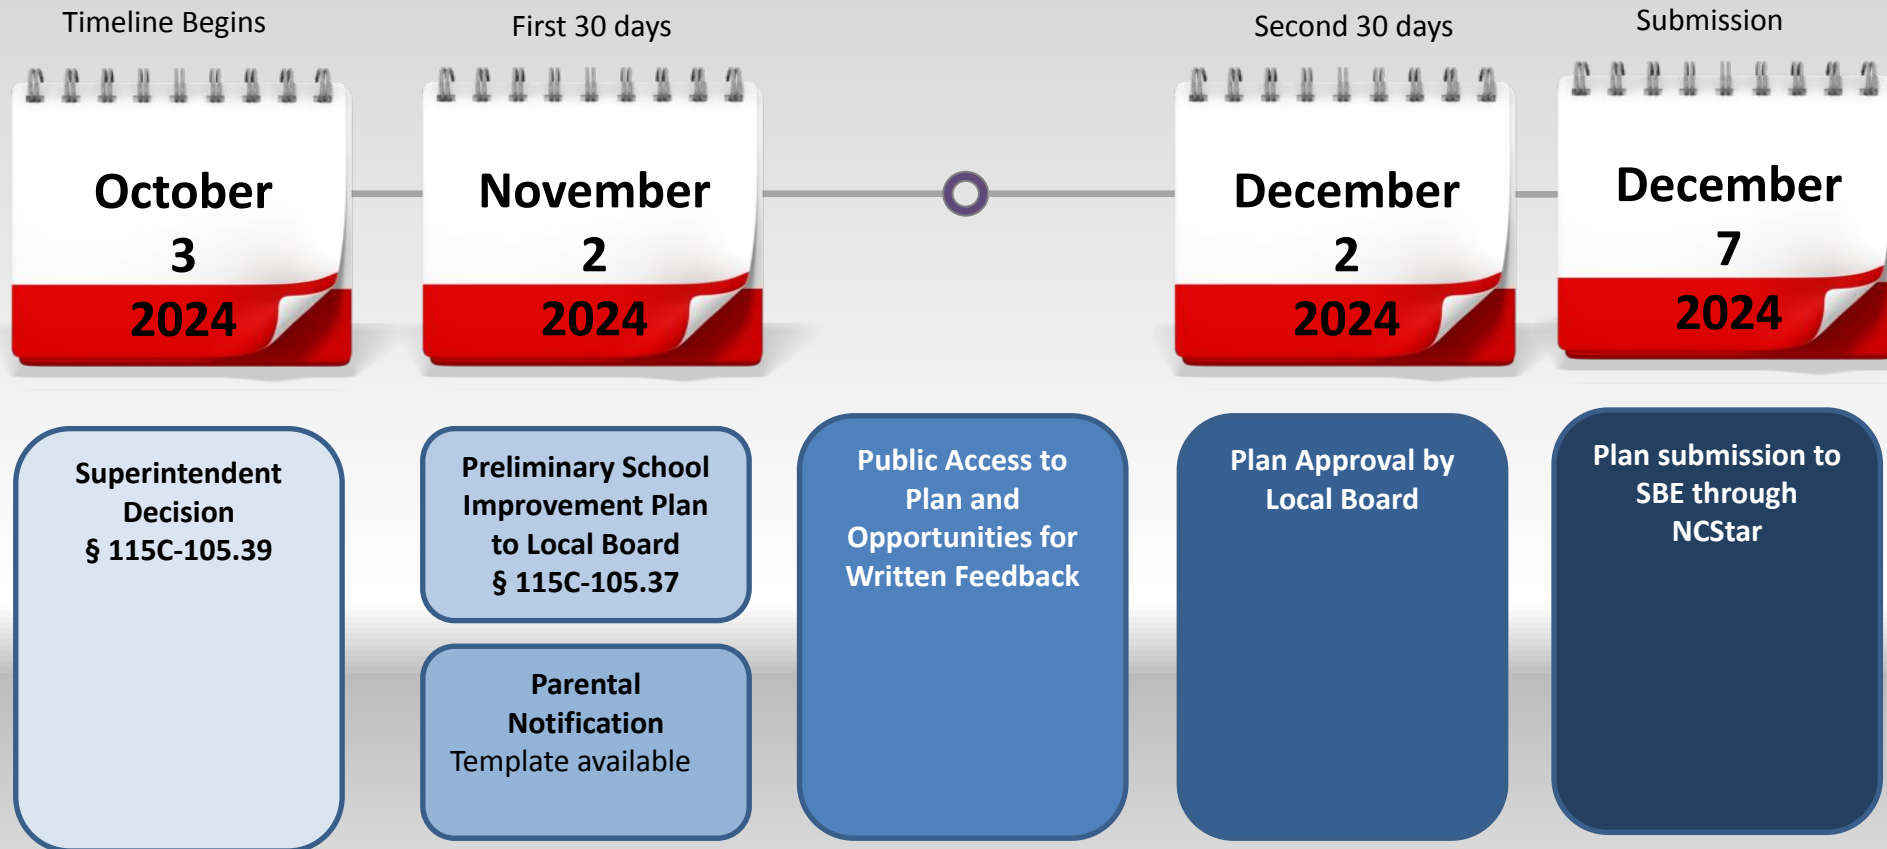 Timeline Begins
First 30 days
Second 30 days
Submission
October
3
2024
November
2
2024
December
2
2024
December
7
2024
Superintendent
Decision
§ 115C-105.39
Preliminary School
Improvement Plan
to Local Board
§ 115C-105.37
Parental
Notification
Template available
Public Access to
Plan and
Opportunities for
Written Feedback
Plan Approval by
Local Board
Plan submission to
SBE through
NCStar